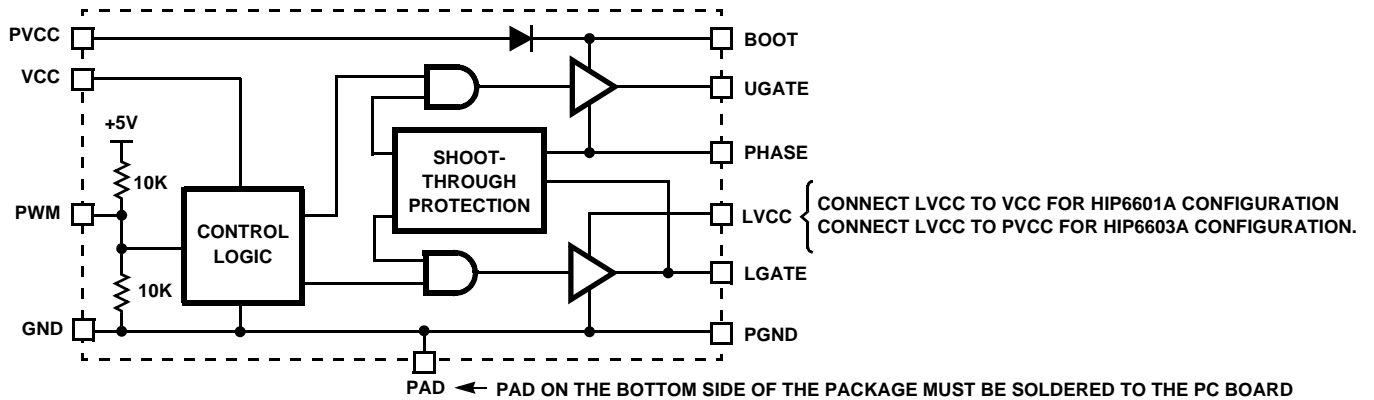 PVCC
BOOT
VCC
UGATE
+5V
10K
SHOOT-
THROUGH
PROTECTION
PHASE
PWM
LVCC
CONNECT LVCC TO VCC FOR HIP6601A CONFIGURATION
CONNECT LVCC TO PVCC FOR HIP6603A CONFIGURATION.
CONTROL
LOGIC
LGATE
10K
GND
PGND
PAD
PAD ON THE BOTTOM SIDE OF THE PACKAGE MUST BE SOLDERED TO THE PC BOARD